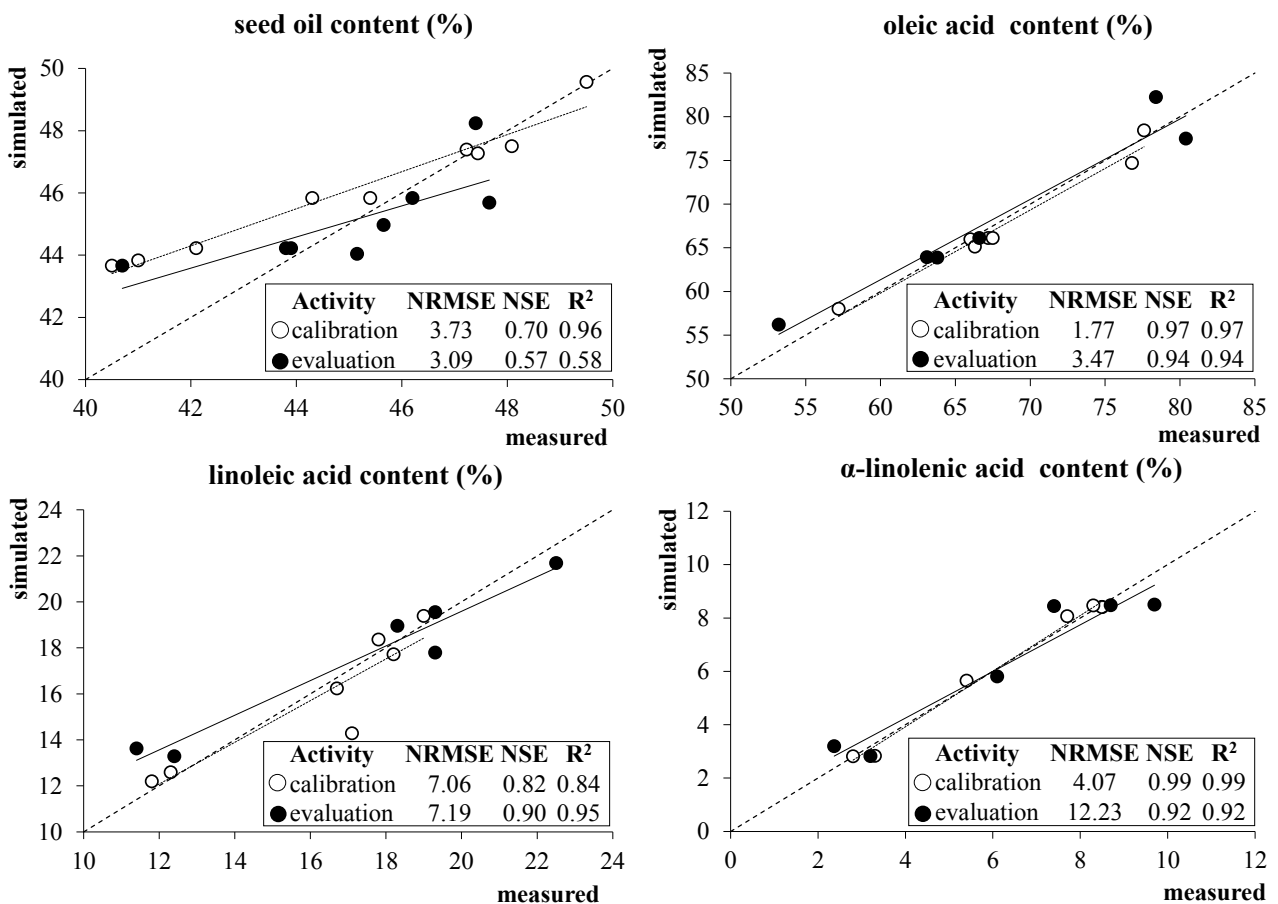 seed oil content (%)
simulated
50
48
46
44
42
40
Activity NRMSE NSE R²
calibration 3.73 0.70 0.96
evaluation 3.09 0.57 0.58
40 42 44 46 48 50
measured
oleic acid content (%)
simulated
85
80
75
70
65
60
55
50
Activity NRMSE NSE R²
calibration 1.77 0.97 0.97
evaluation 3.47 0.94 0.94
50 55 60 65 70 75 80 85
measured
linoleic acid content (%)
simulated
24
22
20
18
16
14
12
10
Activity NRMSE NSE R²
calibration 7.06 0.82 0.84
evaluation 7.19 0.90 0.95
10 12 14 16 18 20 22 24
measured
α-linolenic acid content (%)
simulated
12
10
8
6
4
2
0
Activity NRMSE NSE R²
calibration 4.07 0.99 0.99
evaluation 12.23 0.92 0.92
0 2 4 6 8 10 12
measured